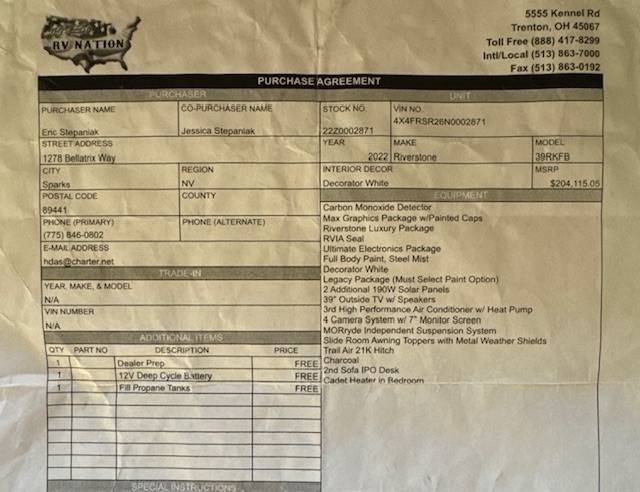 RV NATION
5555 Kennel Rd
Trenton, OH 45067
Toll Free (888) 417-8299
Intl/Local (513) 863-7000
Fax (513) 863-0192
PURCHASE AGREEMENT
PURCHASER
PURCHASER NAME
CO-PURCHASER NAME
Eric Stepaniak
Jessica Stepaniak
STREET ADDRESS
1278 Bellatrix Way
CITY
REGION
Sparks
NV
POSTAL CODE
COUNTY
89441
PHONE (PRIMARY)
PHONE (ALTERNATE)
(775) 846-0802
E-MAIL ADDRESS
hdas@charter.net
TRADE-IN
YEAR, MAKE, & MODEL
N/A
VIN NUMBER
N/A
ADDITIONAL ITEMS
QTY PART NO DESCRIPTION PRICE
1 Dealer Prep FREE
1 12V Deep Cycle Battery FREE
1 Fill Propane Tanks FREE
SPECIAL INSTRUCTIONS
UNIT
STOCK NO.
VIN NO.
4X4FRSR26N0002871
22Z0002871
YEAR
MAKE
MODEL
2022
Riverstone
39RKFB
INTERIOR DECOR
MSRP
Decorator White
$204,115.05
EQUIPMENT
Carbon Monoxide Detector
Max Graphics Package w/Painted Caps
Riverstone Luxury Package
RVIA Seal
Ultimate Electronics Package
Full Body Paint, Steel Mist
Decorator White
Legacy Package (Must Select Paint Option)
2 Additional 190W Solar Panels
39" Outside TV w/ Speakers
3rd High Performance Air Conditioner w/ Heat Pump
4 Camera System w/ 7" Monitor Screen
MORryde Independent Suspension System
Slide Room Awning Toppers with Metal Weather Shields
Trail Air 21K Hitch
Charcoal
2nd Sofa IPO Desk
Cadet Heater in Bedroom